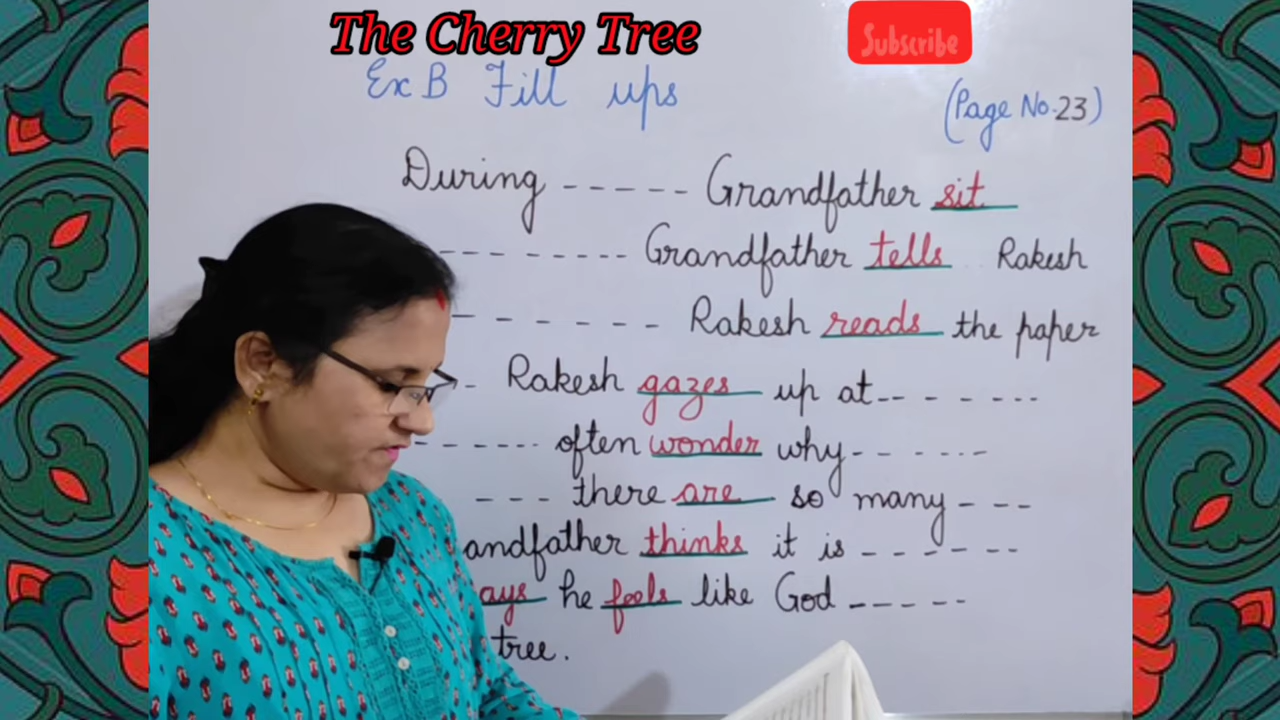 The Cherry Tree
Subscribe
Ex B Fill ups
(Page No. 23)
During ----- Grandfather sit
-------- Grandfather tells Rakesh
------- Rakesh reads the paper
- Rakesh gazes up at------
------ often wonder why------
--- there are so many ---
andfather thinks it is ------
ays he feels like God -----
tree.